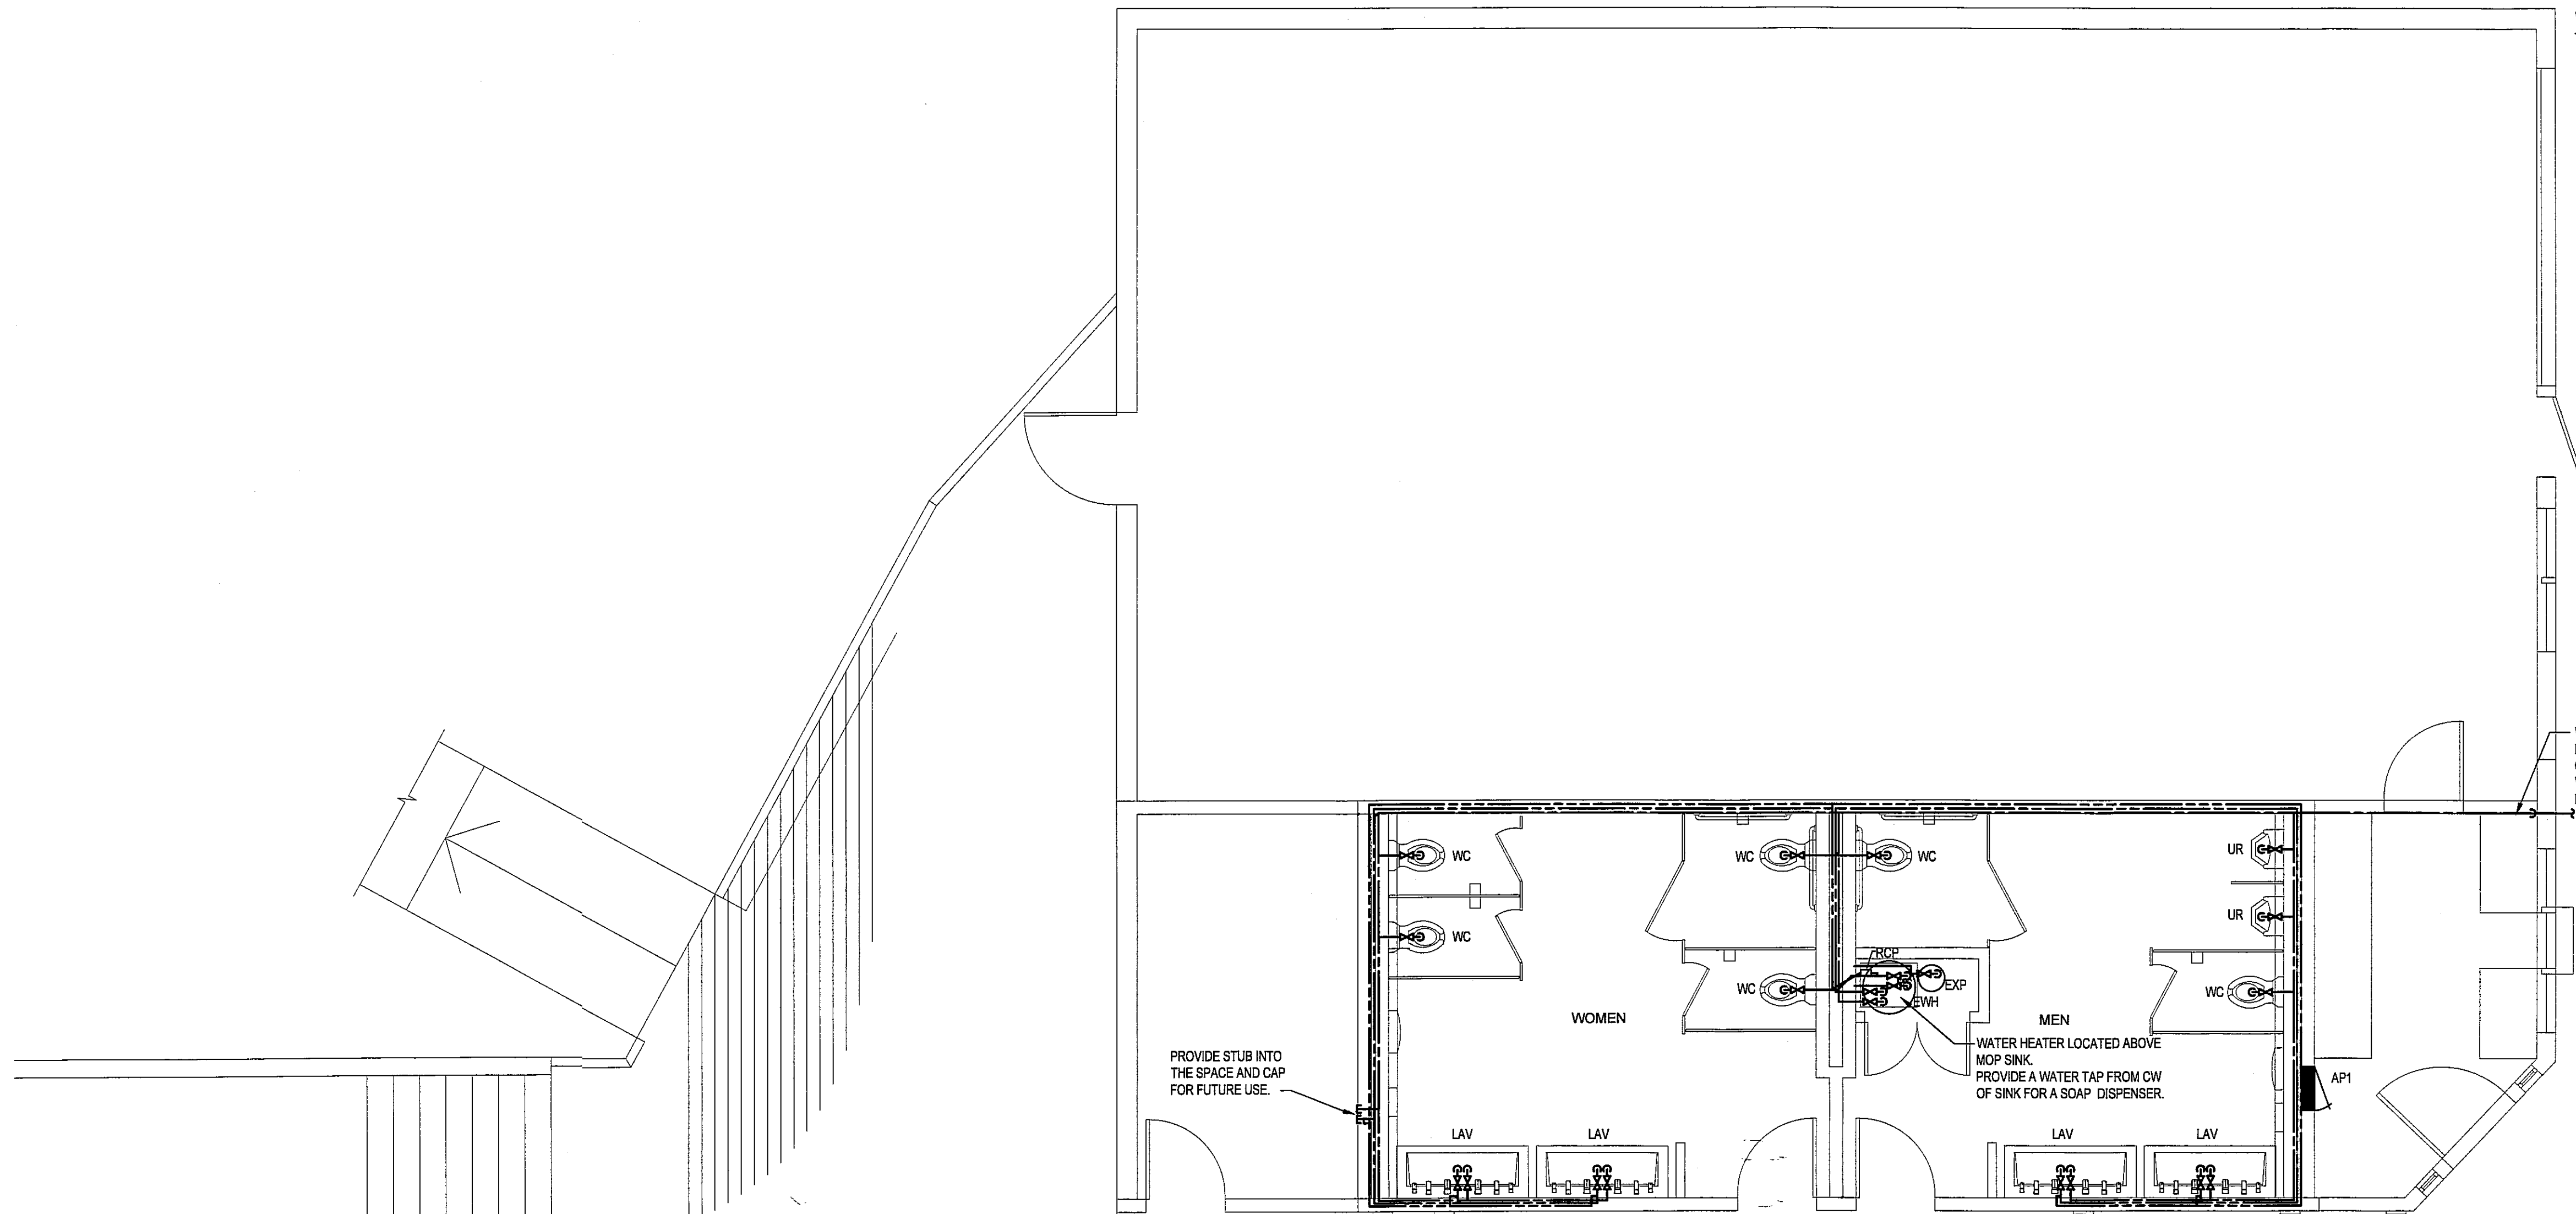 WC
WC
WC
UR
WC
UR
RCP
EXP
WC
EWH
WC
WOMEN
MEN
WATER HEATER LOCATED ABOVE
MOP SINK.
PROVIDE A WATER TAP FROM CW
OF SINK FOR A SOAP DISPENSER.
PROVIDE STUB INTO
THE SPACE AND CAP
FOR FUTURE USE.
AP1
LAV
LAV
LAV
LAV